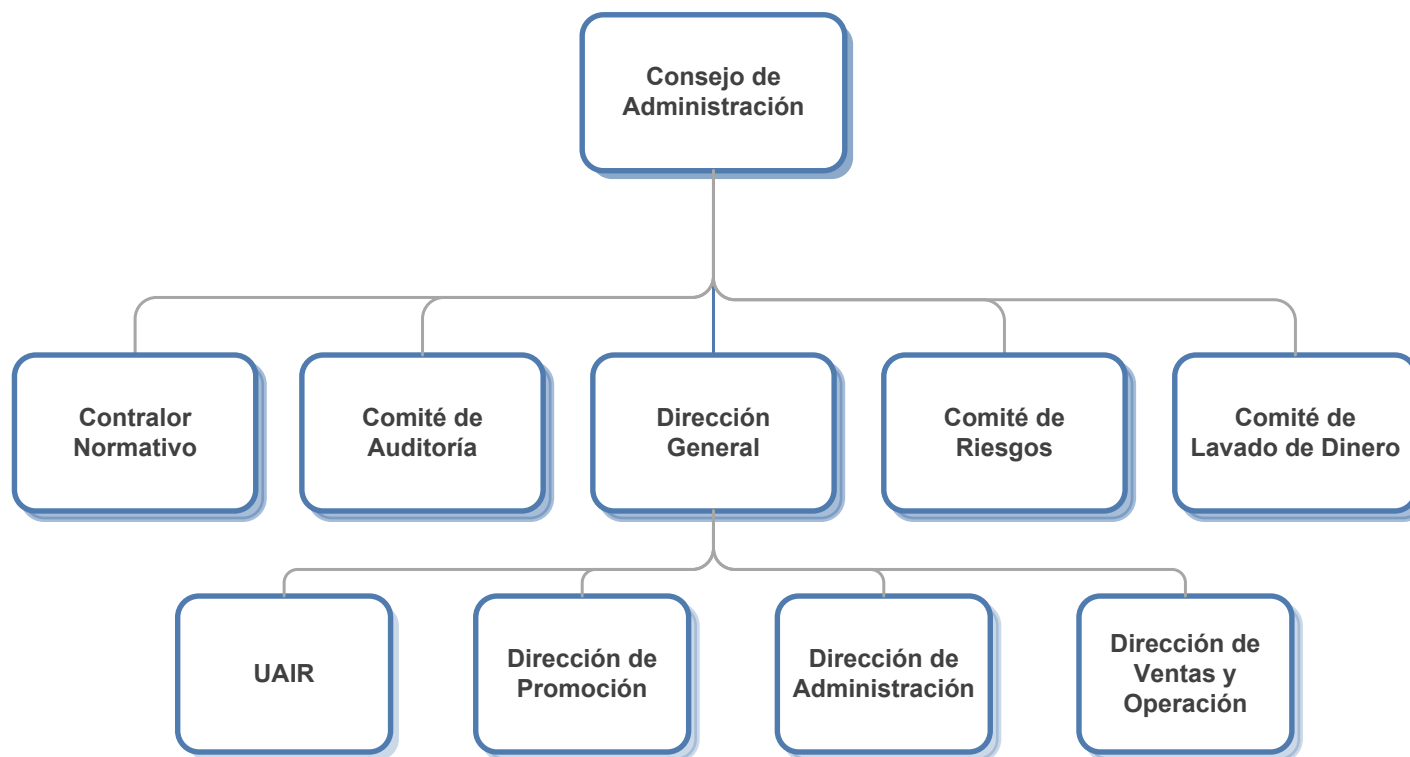 Consejo de
Administración
Contralor
Normativo
Comité de
Auditoría
Dirección
General
Comité de
Riesgos
Comité de
Lavado de Dinero
UAIR
Dirección de
Promoción
Dirección de
Administración
Dirección de
Ventas y
Operación